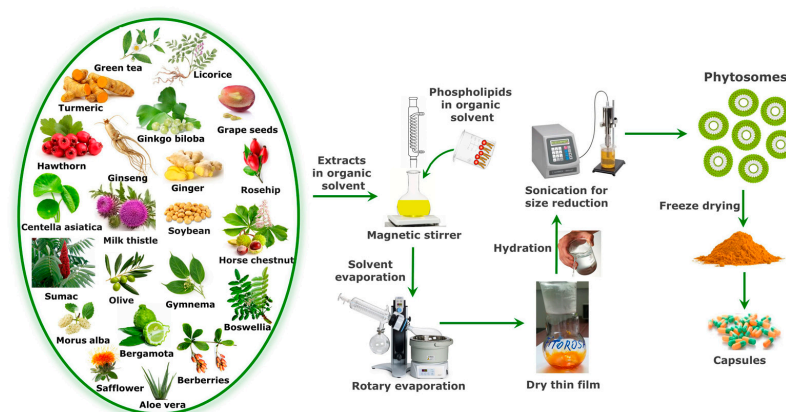 Green tea
Licorice
Turmeric
Ginkgo biloba
Grape seeds
Hawthorn
Ginseng
Ginger
Rosehip
Centella asiatica
Milk thistle
Soybean
Horse chestnut
Sumac
Olive
Gymnema
Boswellia
Morus alba
Bergamota
Berberries
Safflower
Aloe vera
Extracts
in organic
solvent
Phospholipids
in organic
solvent
Magnetic stirrer
Solvent
evaporation
Rotary evaporation
Dry thin film
Hydration
Sonication for
size reduction
Phytosomes
Freeze drying
Capsules